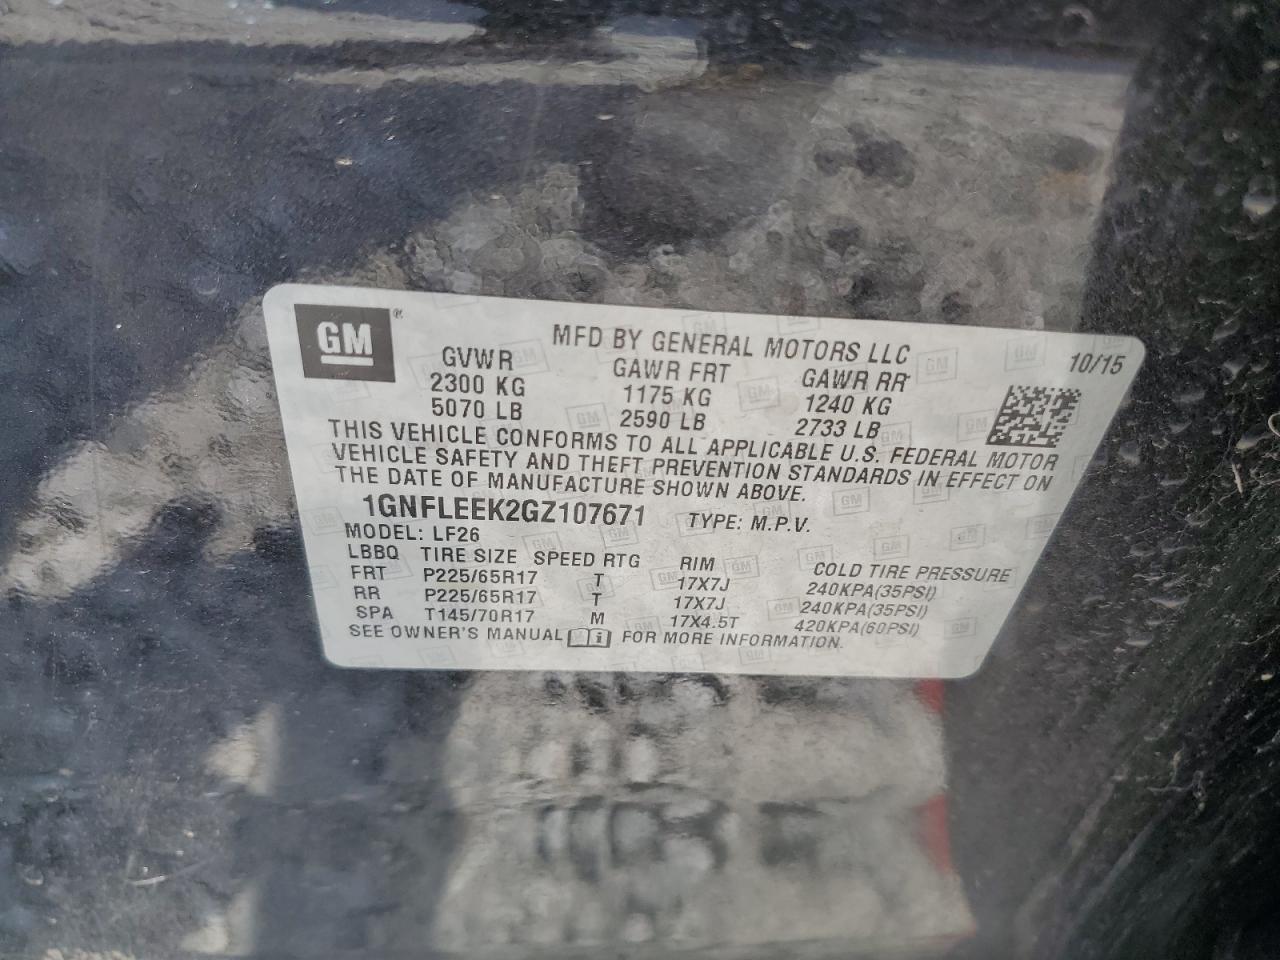 GM®
MFD BY GENERAL MOTORS LLC 10/15
GVWR GAWR FRT GAWR RR
2300 KG 1175 KG 1240 KG
5070 LB 2590 LB 2733 LB
THIS VEHICLE CONFORMS TO ALL APPLICABLE U.S. FEDERAL MOTOR
VEHICLE SAFETY AND THEFT PREVENTION STANDARDS IN EFFECT ON
THE DATE OF MANUFACTURE SHOWN ABOVE.
1GNFLEEK2GZ107671 TYPE: M.P.V.
MODEL: LF26
LBBQ TIRE SIZE SPEED RTG RIM COLD TIRE PRESSURE
FRT P225/65R17 T 17X7J 240KPA(35PSI)
RR P225/65R17 T 17X7J 240KPA(35PSI)
SPA T145/70R17 M 17X4.5T 420KPA(60PSI)
SEE OWNER'S MANUAL FOR MORE INFORMATION.